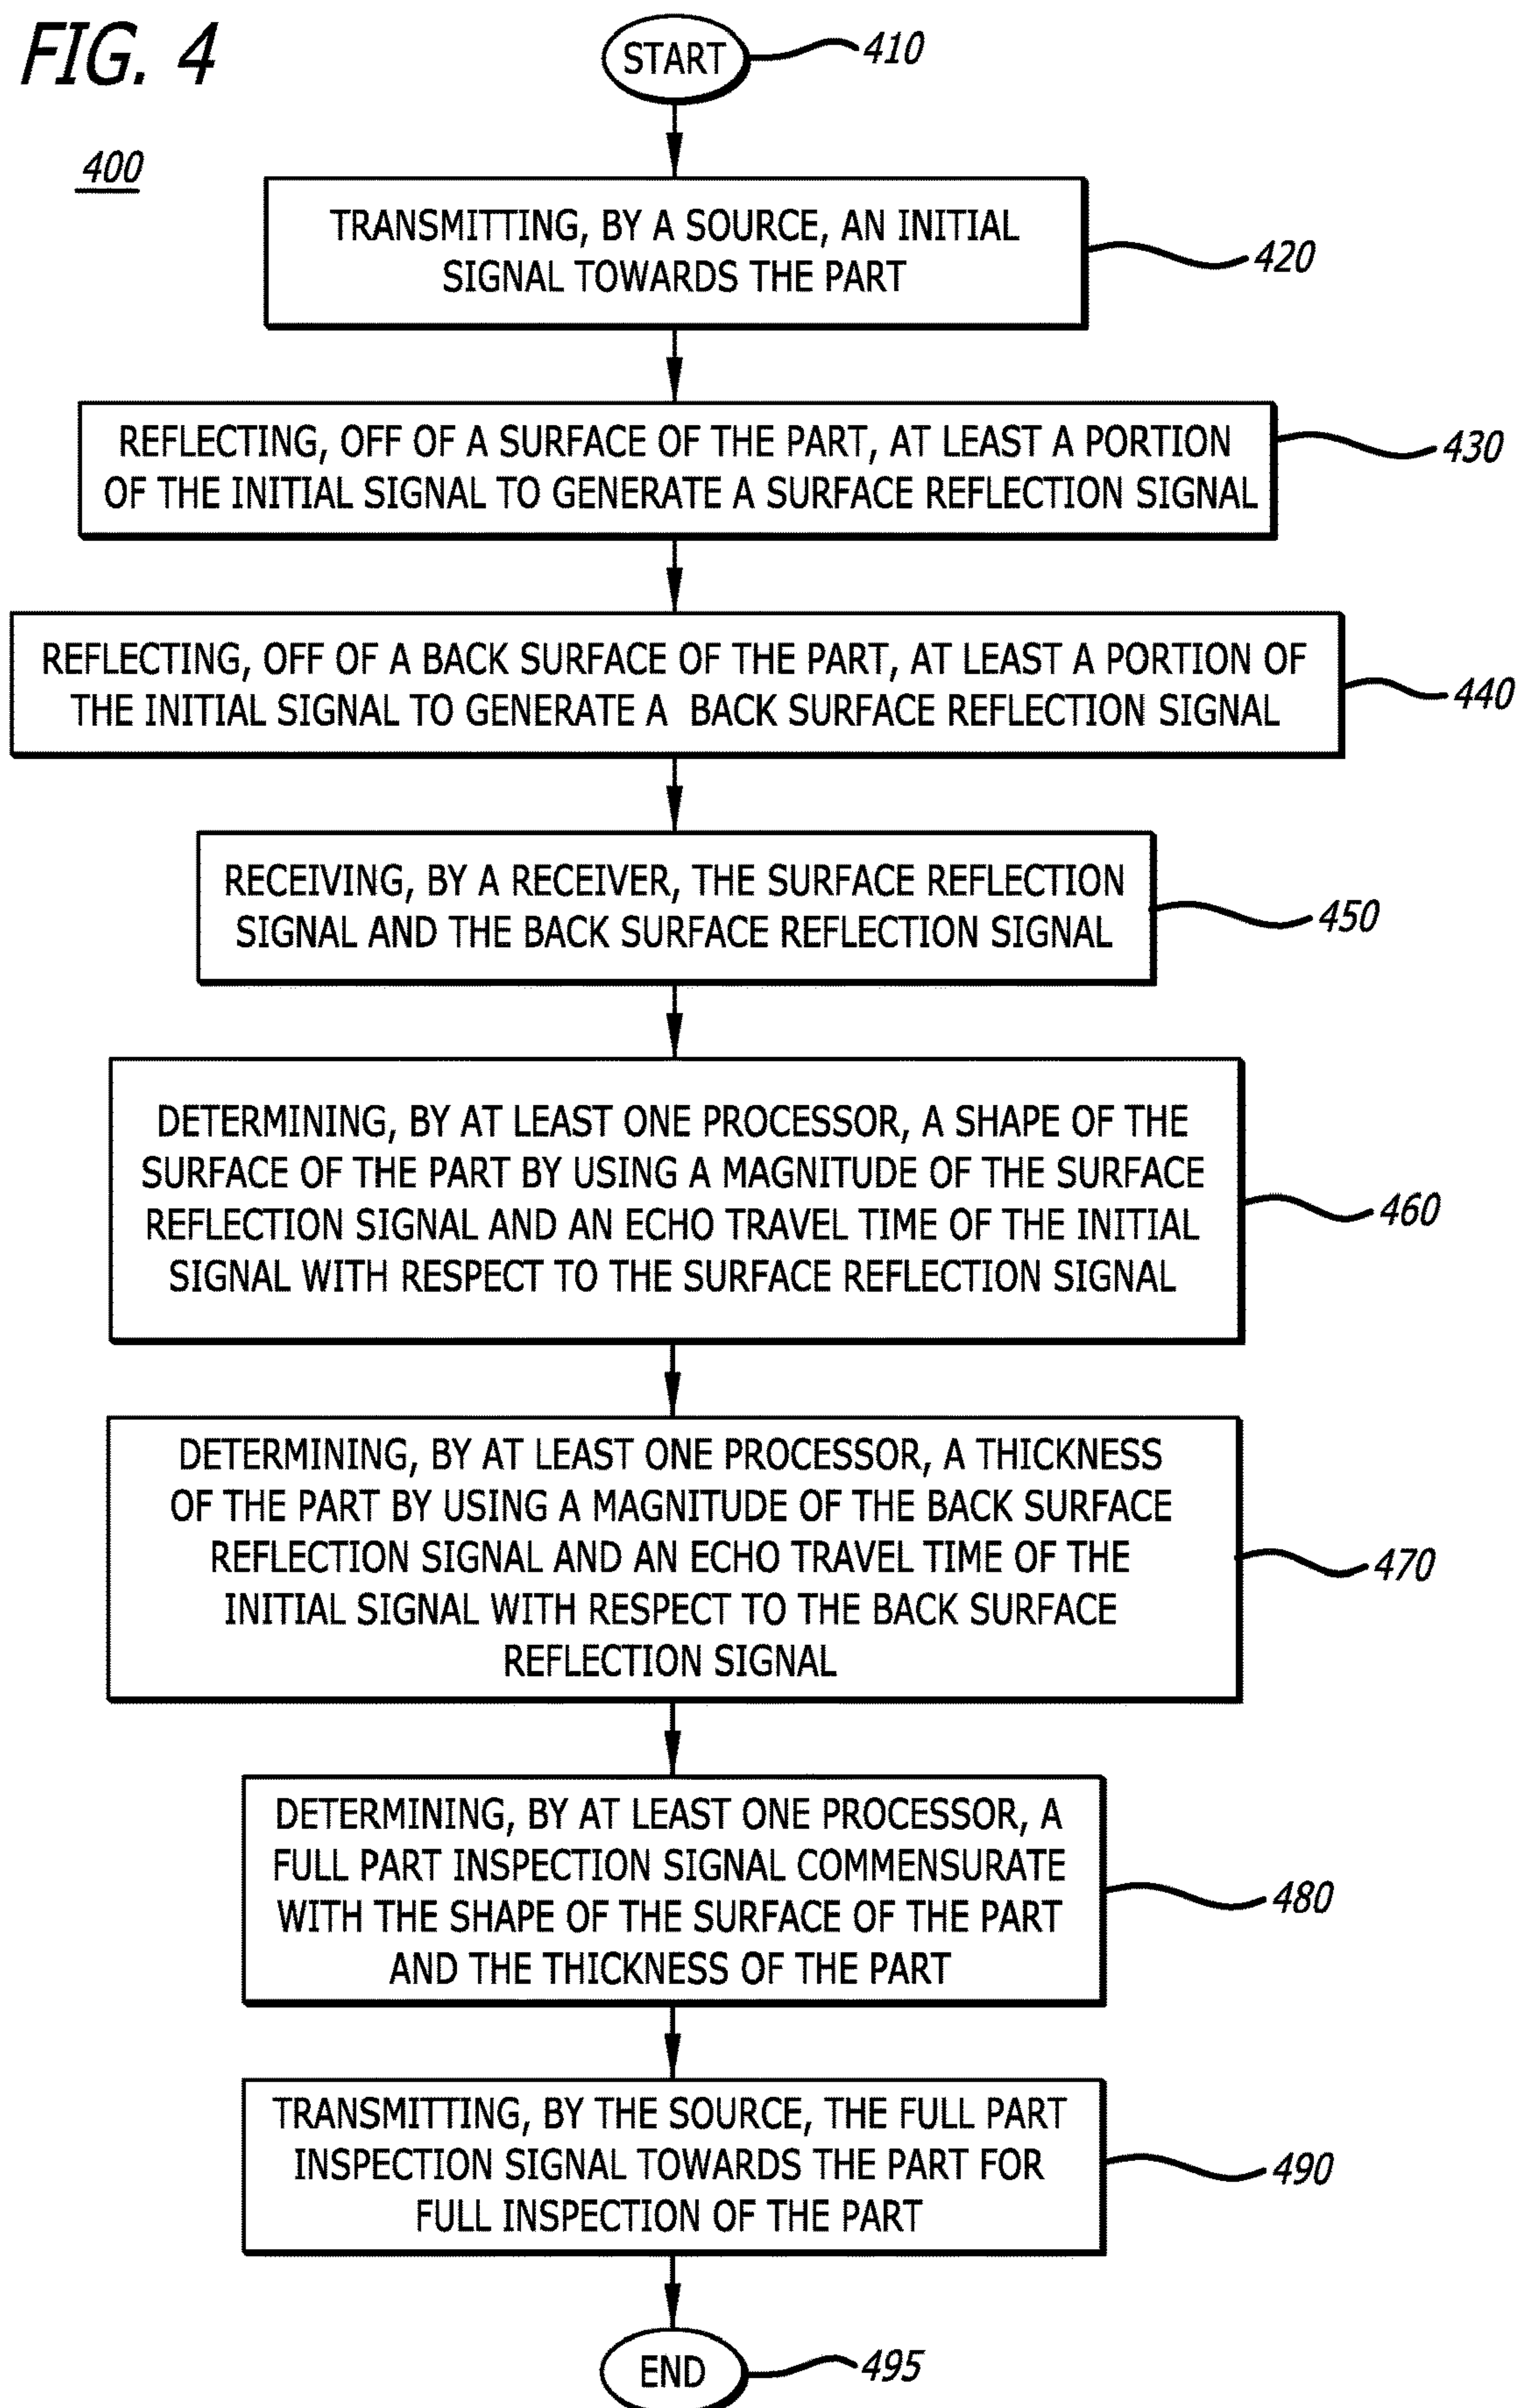 FIG. 4
START
410
400
TRANSMITTING, BY A SOURCE, AN INITIAL
SIGNAL TOWARDS THE PART
420
REFLECTING, OFF OF A SURFACE OF THE PART, AT LEAST A PORTION
OF THE INITIAL SIGNAL TO GENERATE A SURFACE REFLECTION SIGNAL
430
REFLECTING, OFF OF A BACK SURFACE OF THE PART, AT LEAST A PORTION OF
THE INITIAL SIGNAL TO GENERATE A BACK SURFACE REFLECTION SIGNAL
440
RECEIVING, BY A RECEIVER, THE SURFACE REFLECTION
SIGNAL AND THE BACK SURFACE REFLECTION SIGNAL
450
DETERMINING, BY AT LEAST ONE PROCESSOR, A SHAPE OF THE
SURFACE OF THE PART BY USING A MAGNITUDE OF THE SURFACE
REFLECTION SIGNAL AND AN ECHO TRAVEL TIME OF THE INITIAL
SIGNAL WITH RESPECT TO THE SURFACE REFLECTION SIGNAL
460
DETERMINING, BY AT LEAST ONE PROCESSOR, A THICKNESS
OF THE PART BY USING A MAGNITUDE OF THE BACK SURFACE
REFLECTION SIGNAL AND AN ECHO TRAVEL TIME OF THE
INITIAL SIGNAL WITH RESPECT TO THE BACK SURFACE
REFLECTION SIGNAL
470
DETERMINING, BY AT LEAST ONE PROCESSOR, A
FULL PART INSPECTION SIGNAL COMMENSURATE
WITH THE SHAPE OF THE SURFACE OF THE PART
AND THE THICKNESS OF THE PART
480
TRANSMITTING, BY THE SOURCE, THE FULL PART
INSPECTION SIGNAL TOWARDS THE PART FOR
FULL INSPECTION OF THE PART
490
END
495